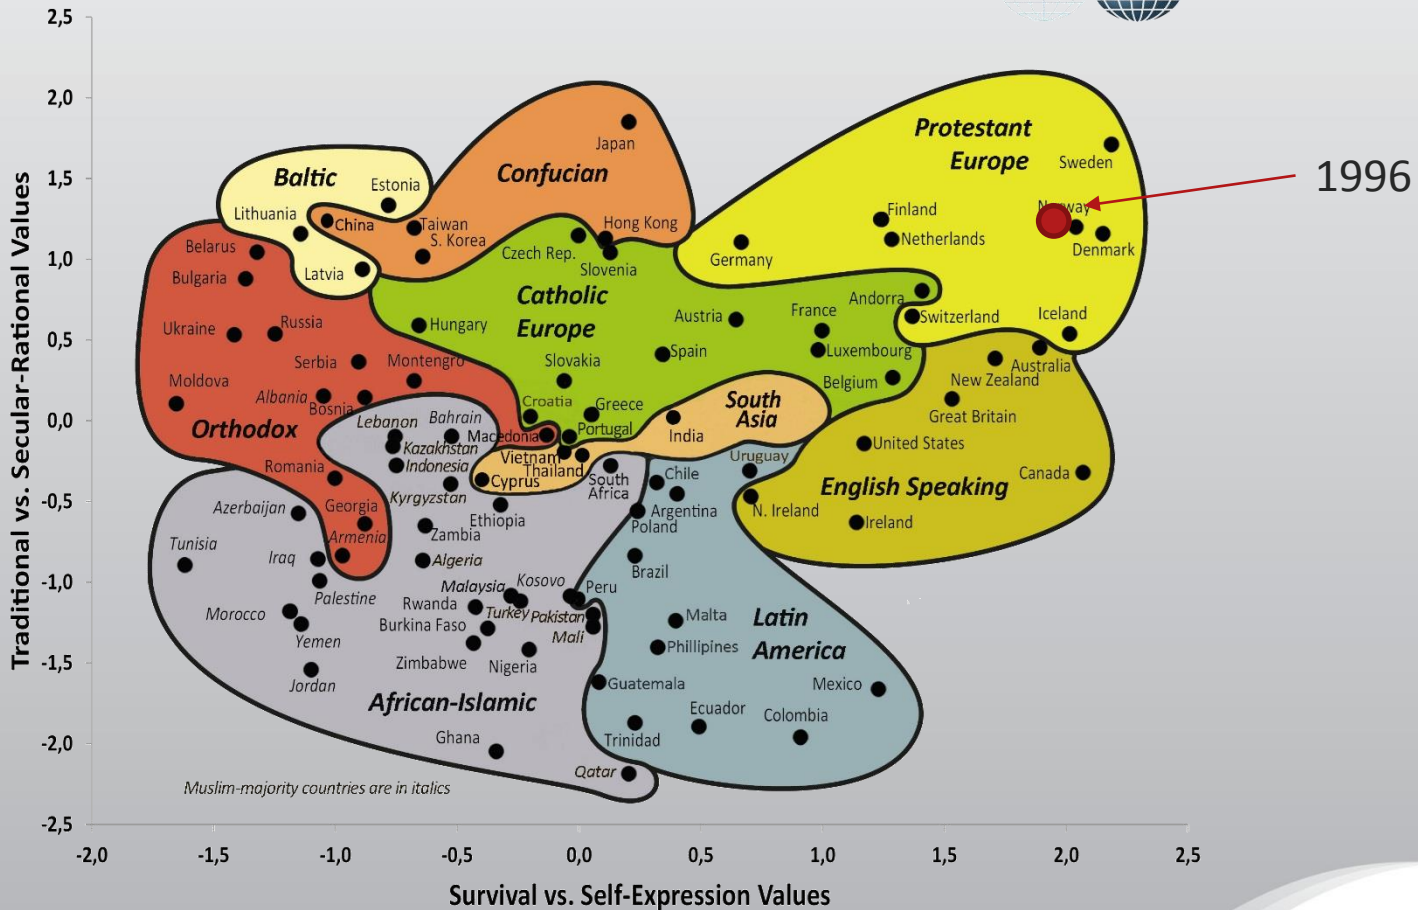 2,5
2,0
1,5
1,0
0,5
0,0
-0,5
-1,0
-1,5
-2,0
-2,5
Traditional vs. Secular-Rational Values
Protestant
Europe
Sweden
1996
Norway
Denmark
Finland
Netherlands
Germany
Iceland
Switzerland
Confucian
Japan
Hong Kong
Taiwan
S. Korea
China
Baltic
Estonia
Lithuania
Latvia
Belarus
Bulgaria
Ukraine
Russia
Serbia
Montengro
Moldova
Albania
Bosnia
Orthodox
Macedonia
Romania
Georgia
Armenia
Catholic
Europe
Czech Rep.
Slovenia
Hungary
Andorra
Austria
France
Luxembourg
Spain
Belgium
Slovakia
Croatia
Greece
Portugal
South
Asia
India
Vietnam
Thailand
Cyprus
English Speaking
Australia
New Zealand
Great Britain
United States
Canada
N. Ireland
Ireland
Latin
America
Uruguay
Chile
Argentina
Poland
Brazil
Peru
Malta
Phillipines
Guatemala
Mexico
Ecuador
Colombia
Trinidad
African-Islamic
Lebanon
Bahrain
Kazakhstan
Indonesia
Kyrgyzstan
South
Africa
Ethiopia
Azerbaijan
Zambia
Tunisia
Iraq
Algeria
Palestine
Malaysia
Kosovo
Morocco
Rwanda
Turkey
Pakistan
Yemen
Burkina Faso
Mali
Zimbabwe
Nigeria
Jordan
Ghana
Qatar
Muslim-majority countries are in italics
-2,0
-1,5
-1,0
-0,5
0,0
0,5
1,0
1,5
2,0
2,5
Survival vs. Self-Expression Values